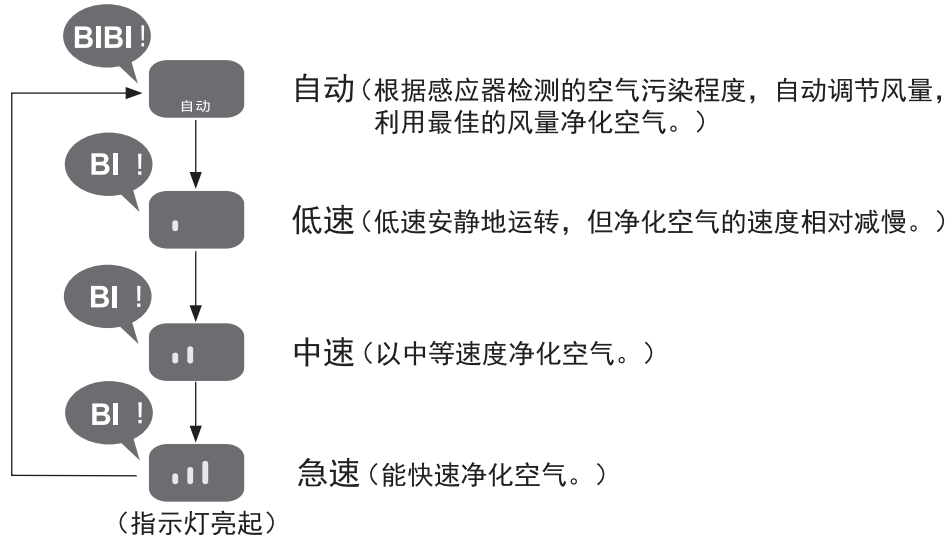 BIBI!
自动
自动(根据感应器检测的空气污染程度，自动调节风量，
利用最佳的风量净化空气。)
BI !
低速(低速安静地运转，但净化空气的速度相对减慢。)
BI !
中速(以中等速度净化空气。)
BI !
急速(能快速净化空气。)
(指示灯亮起)